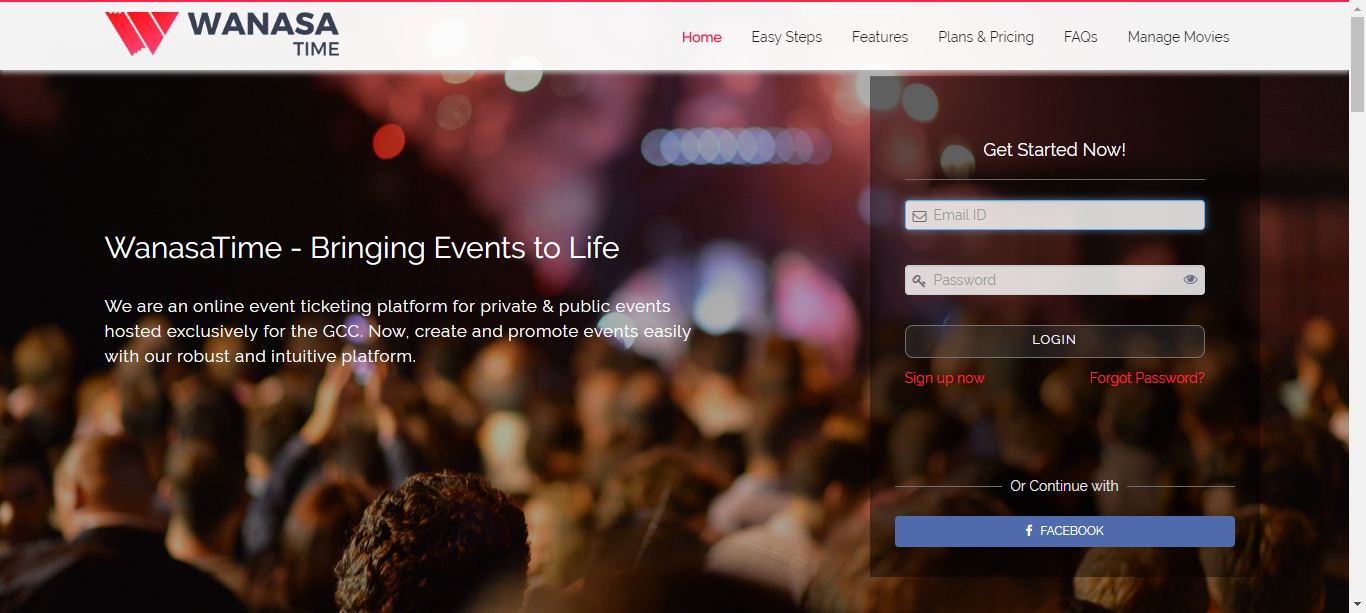 WANASA
TIME
Home
Easy Steps
Features
Plans & Pricing
FAQs
Manage Movies
Get Started Now!
Email ID
Password
LOGIN
Sign up now
Forgot Password?
Or Continue with
FACEBOOK
WanasaTime - Bringing Events to Life
We are an online event ticketing platform for private & public events
hosted exclusively for the GCC. Now, create and promote events easily
with our robust and intuitive platform.